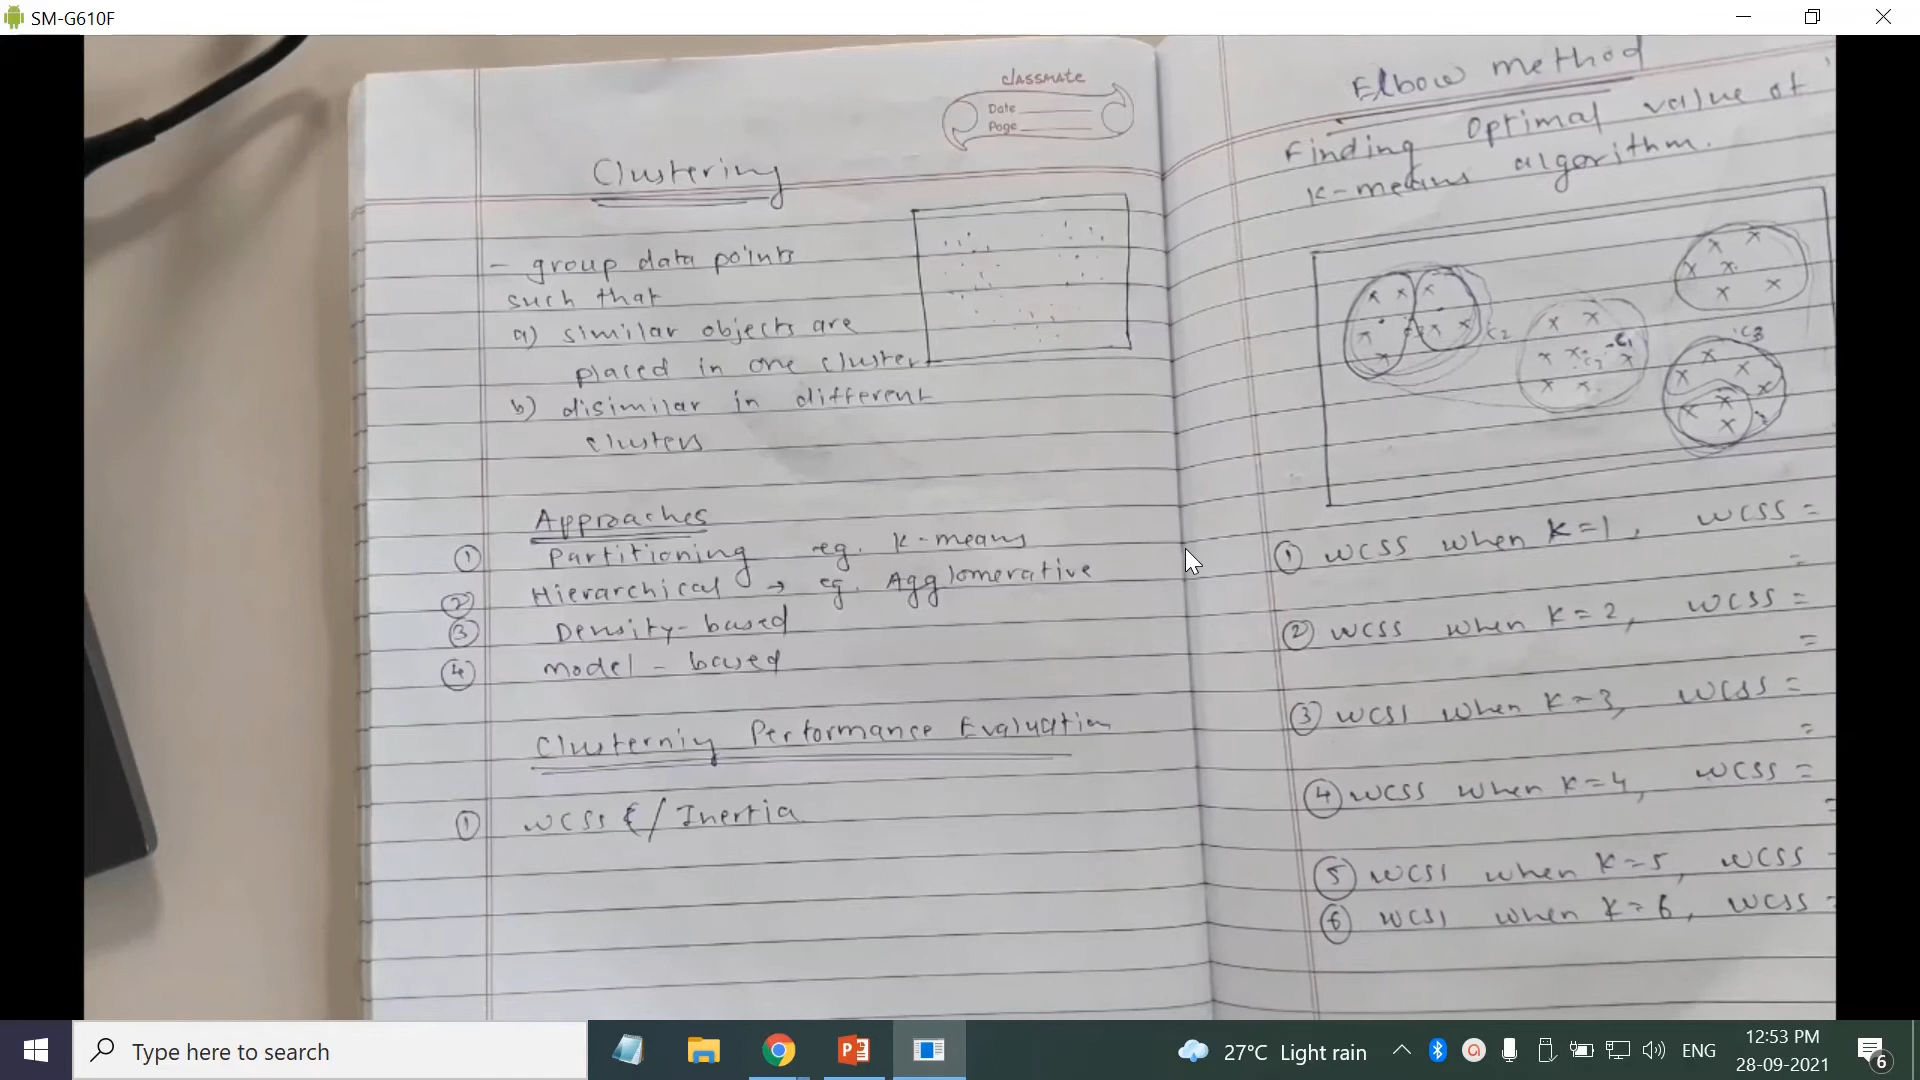 SM-G610F
classmate
Date
Page
Clustering
- group data points
such that
a) similar objects are
placed in one cluster
b) disimilar in different
clusters
Approaches
① Partitioning eg. k-means
② Hierarchical → eg. Agglomerative
③ Density-based
④ model-based
Clusterniy Performance Evaluation
① WCSS & / Inertia
Elbow method
Finding optimal value of
k-means algorithm.
C2
C1
C3
① WCSS when k=1, WCSS =
=
② WCSS when k=2, WCSS =
=
③ WCSS when k=3, WCSS =
=
④ WCSS when k=4, WCSS =
=
⑤ WCSS when k=5, WCSS
⑥ WCSS when k=6, WCSS =
Type here to search
27°C Light rain
ENG
12:53 PM
28-09-2021
6